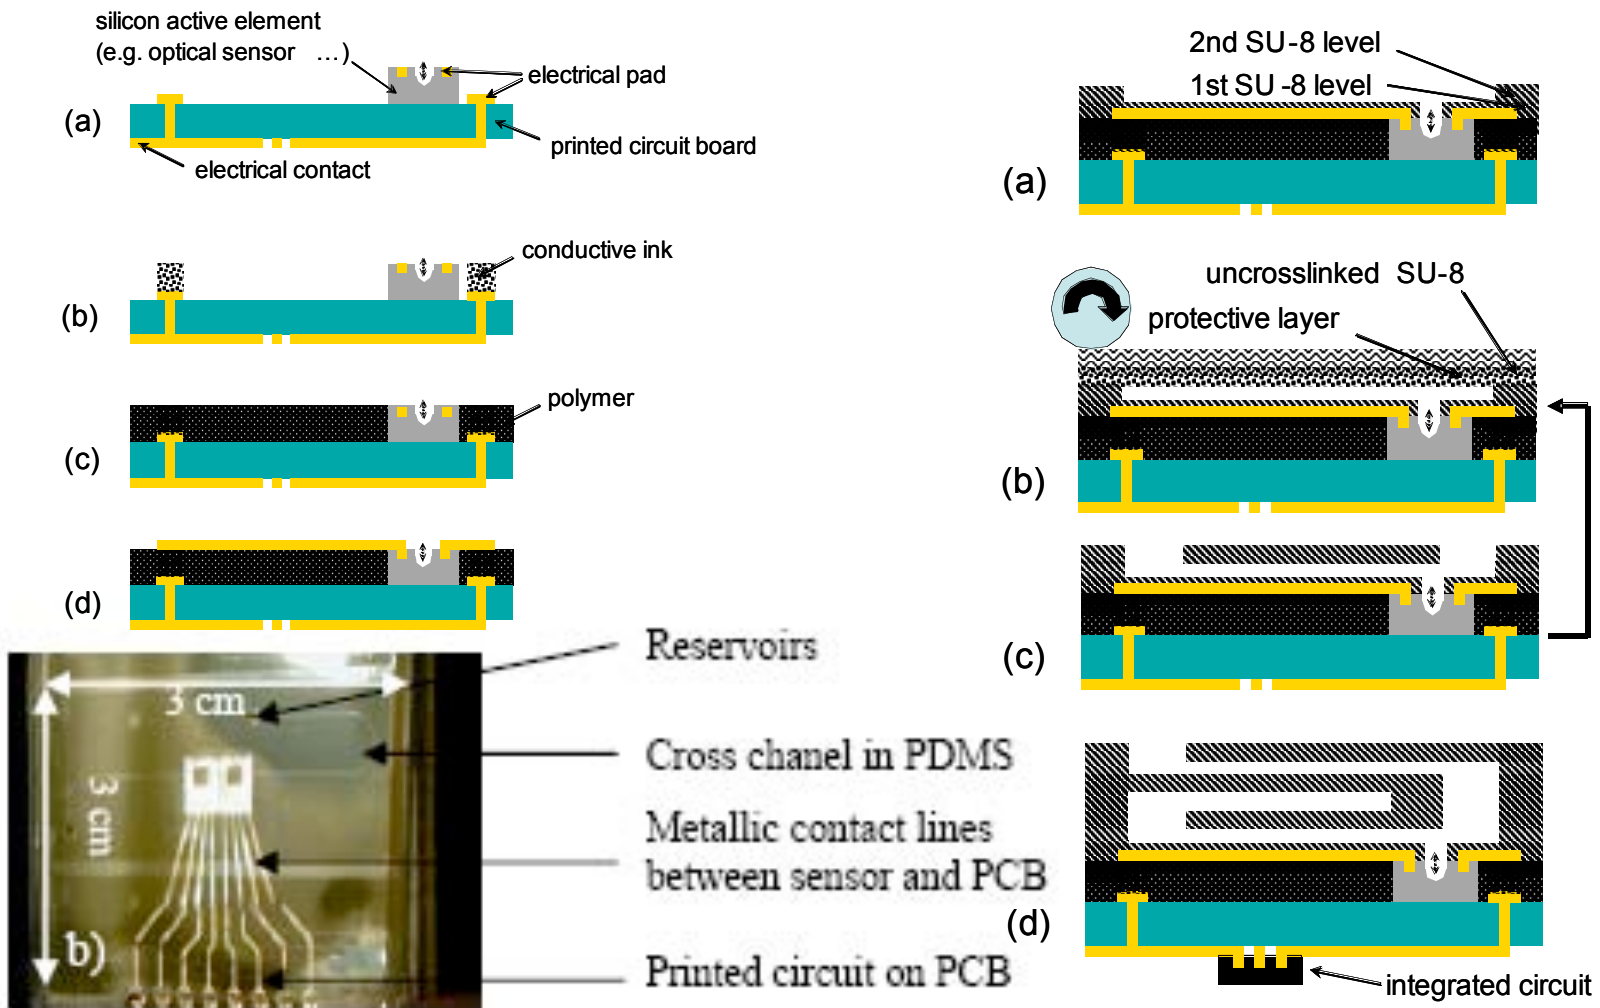 silicon active element
(e.g. optical sensor …)
electrical pad
(a)
printed circuit board
electrical contact
conductive ink
(b)
polymer
(c)
(d)
3 cm
3 cm
b)
Reservoirs
Cross chanel in PDMS
Metallic contact lines
between sensor and PCB
Printed circuit on PCB
2nd SU-8 level
1st SU-8 level
(a)
uncrosslinked SU-8
protective layer
(b)
(c)
(d)
integrated circuit